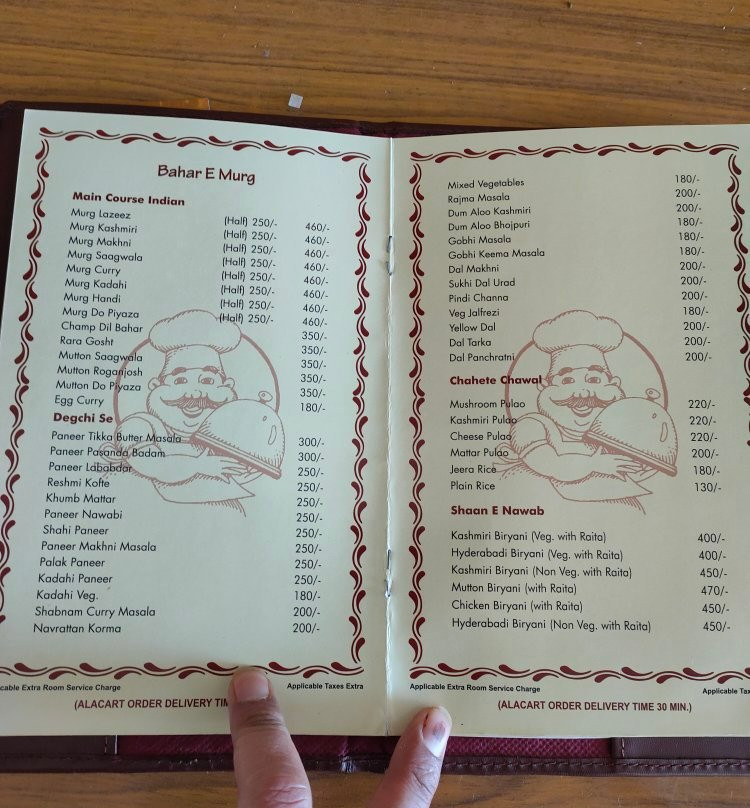 Bahar E Murg
Main Course Indian
Murg Lazeez (Half) 250/- 460/-
Murg Kashmiri (Half) 250/- 460/-
Murg Makhni (Half) 250/- 460/-
Murg Saagwala (Half) 250/- 460/-
Murg Curry (Half) 250/- 460/-
Murg Kadahi (Half) 250/- 460/-
Murg Handi (Half) 250/- 460/-
Murg Do Piyaza (Half) 250/- 460/-
Champ Dil Bahar 350/-
Rara Gosht 350/-
Mutton Saagwala 350/-
Mutton Roganjosh 350/-
Mutton Do Piyaza 350/-
Egg Curry 180/-
Degchi Se
Paneer Tikka Butter Masala 300/-
Paneer Pasanda Badam 300/-
Paneer Lababdar 250/-
Reshmi Kofte 250/-
Khumb Mattar 250/-
Paneer Nawabi 250/-
Shahi Paneer 250/-
Paneer Makhni Masala 250/-
Palak Paneer 250/-
Kadahi Paneer 250/-
Kadahi Veg. 180/-
Shabnam Curry Masala 200/-
Navrattan Korma 200/-
Extra Room Service Charge Applicable Taxes Extra
(ALACART ORDER DELIVERY
Mixed Vegetables 180/-
Rajma Masala 200/-
Dum Aloo Kashmiri 200/-
Dum Aloo Bhojpuri 180/-
Gobhi Masala 180/-
Gobhi Keema Masala 200/-
Dal Makhni 200/-
Sukhi Dal Urad 200/-
Pindi Channa 200/-
Veg Jalfrezi 180/-
Yellow Dal 200/-
Dal Tarka 200/-
Dal Panchratni 200/-
Chahete Chawal
Mushroom Pulao 220/-
Kashmiri Pulao 220/-
Cheese Pulao 220/-
Mattar Pulao 200/-
Jeera Rice 180/-
Plain Rice 130/-
Shaan E Nawab
Kashmiri Biryani (Veg. with Raita) 400/-
Hyderabadi Biryani (Veg. with Raita) 400/-
Kashmiri Biryani (Non Veg. with Raita) 450/-
Mutton Biryani (with Raita) 470/-
Chicken Biryani (with Raita) 450/-
Hyderabadi Biryani (Non Veg. with Raita) 450/-
Applicable Extra Room Service Charge Applicable
(ALACART ORDER DELIVERY TIME 30 MIN.)